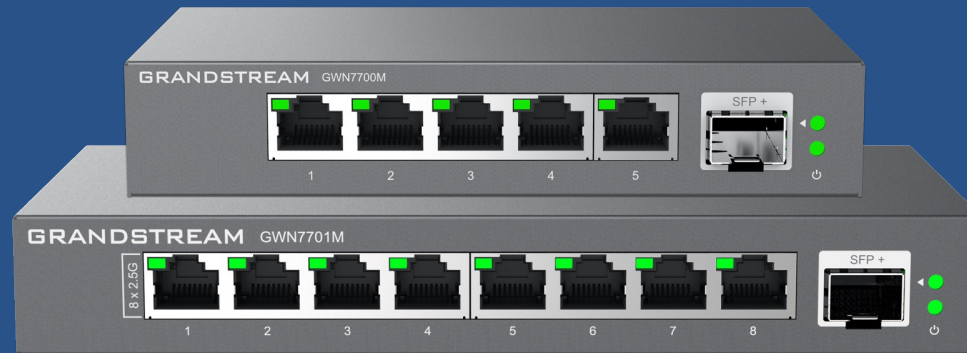 GRANDSTREAM GWN7700M
SFP +
1 2 3 4 5
GRANDSTREAM GWN7701M
8 x 2.5G
SFP +
1 2 3 4 5 6 7 8